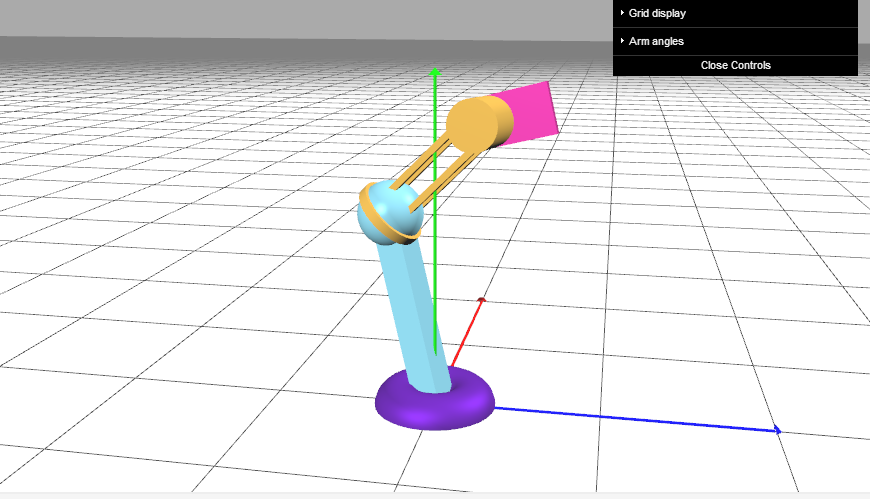 Grid display
Arm angles
Close Controls